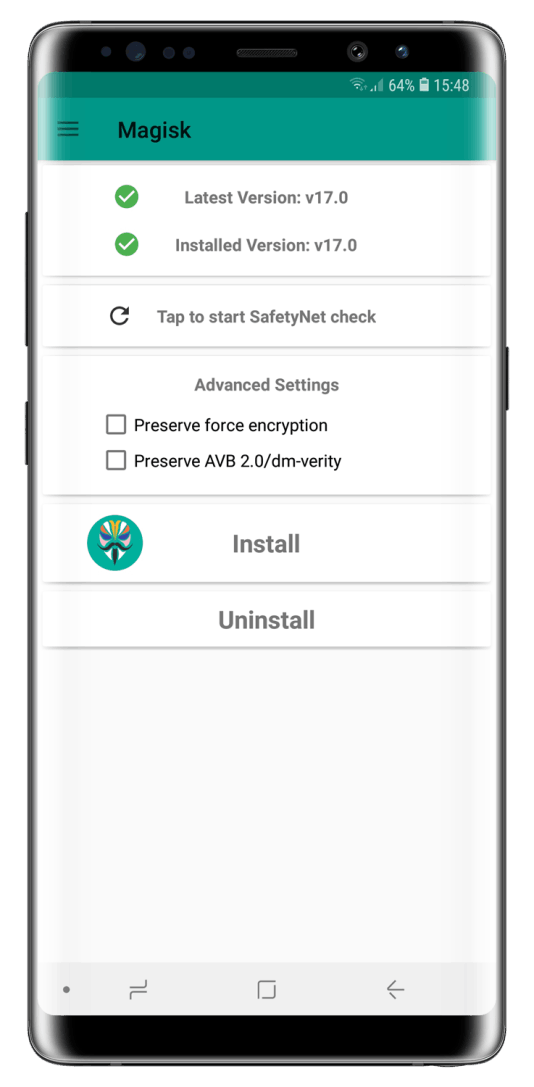 64% 15:48
Magisk
Latest Version: v17.0
Installed Version: v17.0
Tap to start SafetyNet check
Advanced Settings
Preserve force encryption
Preserve AVB 2.0/dm-verity
Install
Uninstall